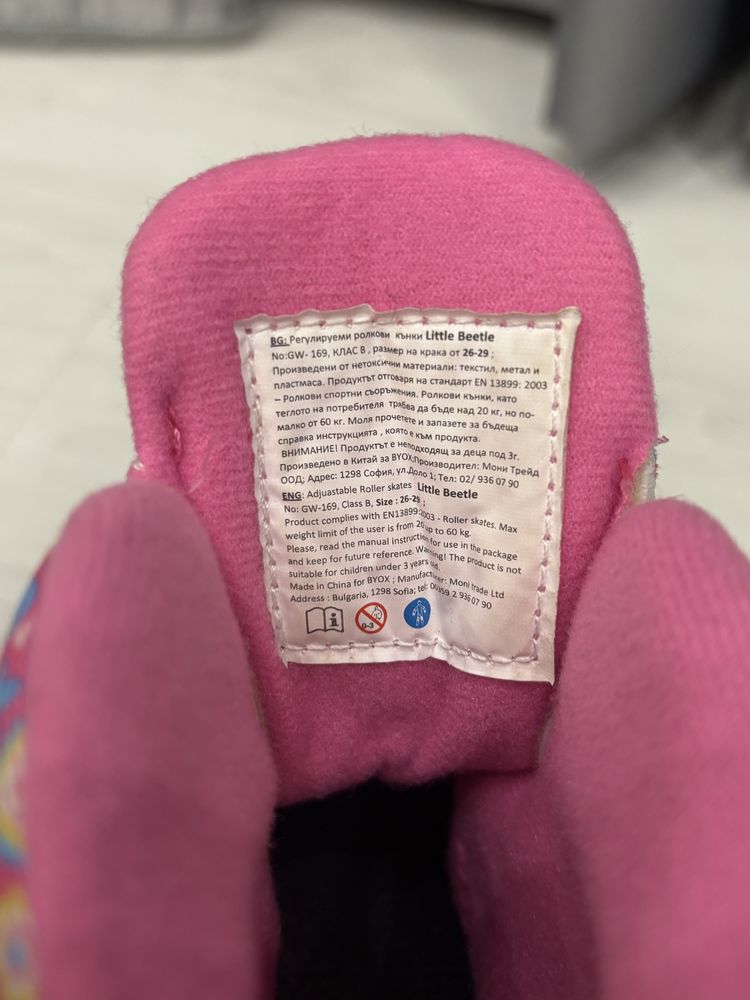 BG: Регулируеми ролкови кънки Little Beetle
No:GW- 169, КЛАС B , размер на крака от 26-29 ;
Произведени от нетоксични материали: текстил, метал и
пластмаса. Продуктът отговаря на стандарт EN 13899: 2003
– Ролкови спортни съоръжения. Ролкови кънки, като
теглото на потребителя трябва да бъде над 20 кг, но по-
малко от 60 кг. Моля прочетете и запазете за бъдеща
справка инструкцията , която е към продукта.
ВНИМАНИЕ! Продуктът е неподходящ за деца под 3г.
Произведено в Китай за BYOX;Производител: Мони Трейд
ООД; Адрес: 1298 София, ул.Доло 1; Тел: 02/ 936 07 90
ENG: Adjuastable Roller skates Little Beetle
No: GW-169, Class B, Size : 26-29 ;
Product complies with EN13899:2003 - Roller skates. Max
weight limit of the user is from 20 up to 60 kg.
Please, read the manual instruction for use in the package
and keep for future reference. Warning! The product is not
suitable for children under 3 years old.
Made in China for BYOX ; Manufacturer: Moni trade Ltd
Address : Bulgaria, 1298 Sofia; tel: 00359 2 936 07 90
0-3